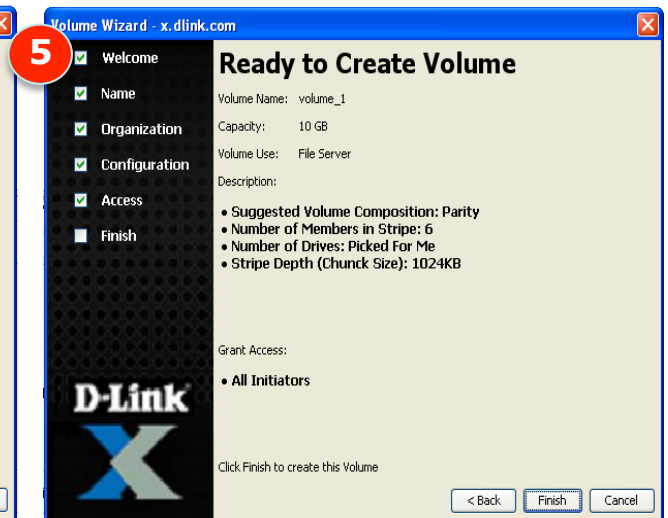 Volume Wizard - x.dlink.com
5
Welcome
Name
Organization
Configuration
Access
Finish
D-Link
Ready to Create Volume
Volume Name: volume_1
Capacity: 10 GB
Volume Use: File Server
Description:
• Suggested Volume Composition: Parity
• Number of Members in Stripe: 6
• Number of Drives: Picked For Me
• Stripe Depth (Chunck Size): 1024KB
Grant Access:
• All Initiators
Click Finish to create this Volume
< Back Finish Cancel